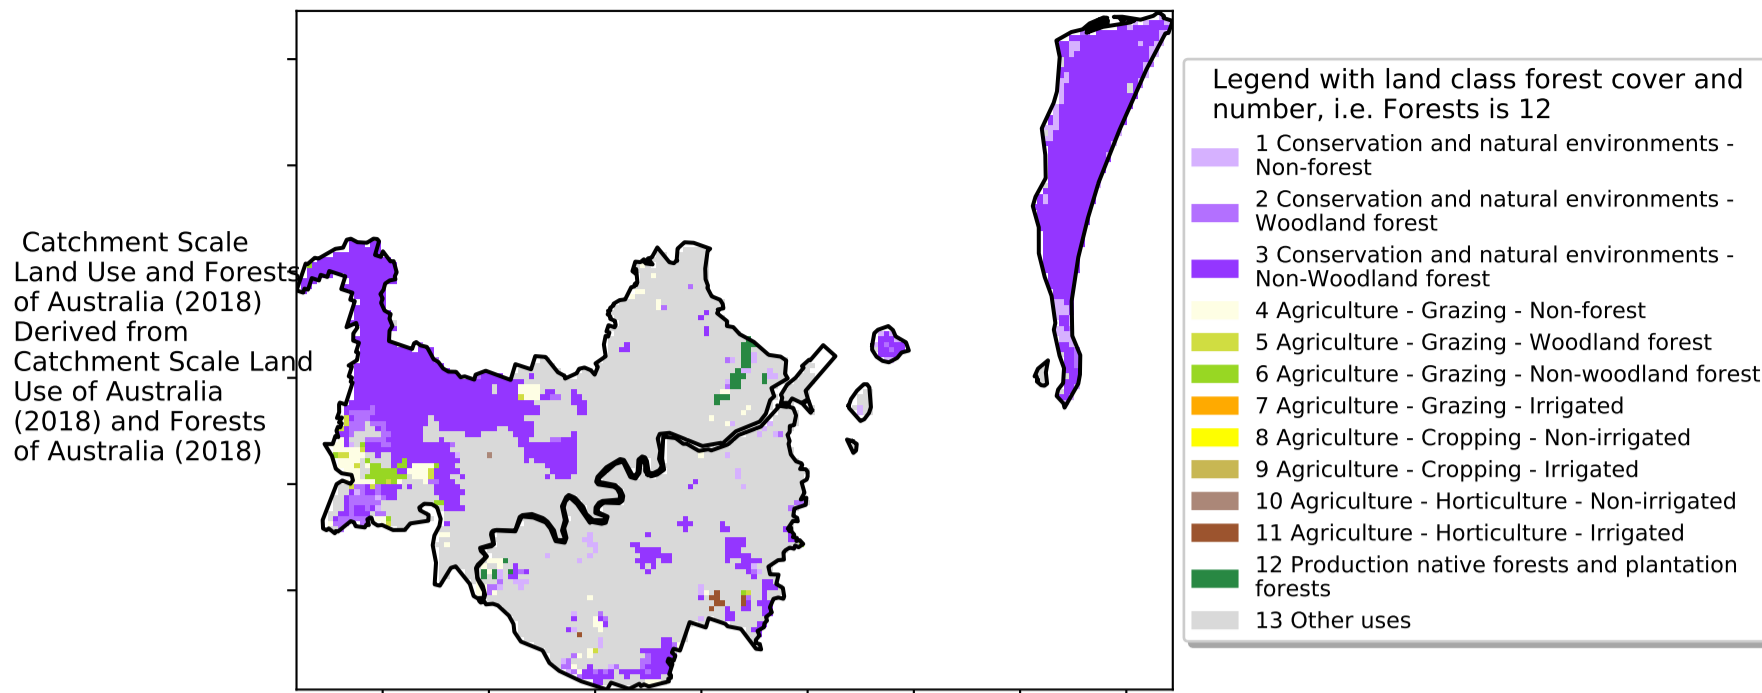 Catchment Scale
Land Use and Forests
of Australia (2018)
Derived from
Catchment Scale Land
Use of Australia
(2018) and Forests
of Australia (2018)
Legend with land class forest cover and
number, i.e. Forests is 12
1 Conservation and natural environments -
Non-forest
2 Conservation and natural environments -
Woodland forest
3 Conservation and natural environments -
Non-Woodland forest
4 Agriculture - Grazing - Non-forest
5 Agriculture - Grazing - Woodland forest
6 Agriculture - Grazing - Non-woodland forest
7 Agriculture - Grazing - Irrigated
8 Agriculture - Cropping - Non-irrigated
9 Agriculture - Cropping - Irrigated
10 Agriculture - Horticulture - Non-irrigated
11 Agriculture - Horticulture - Irrigated
12 Production native forests and plantation
forests
13 Other uses